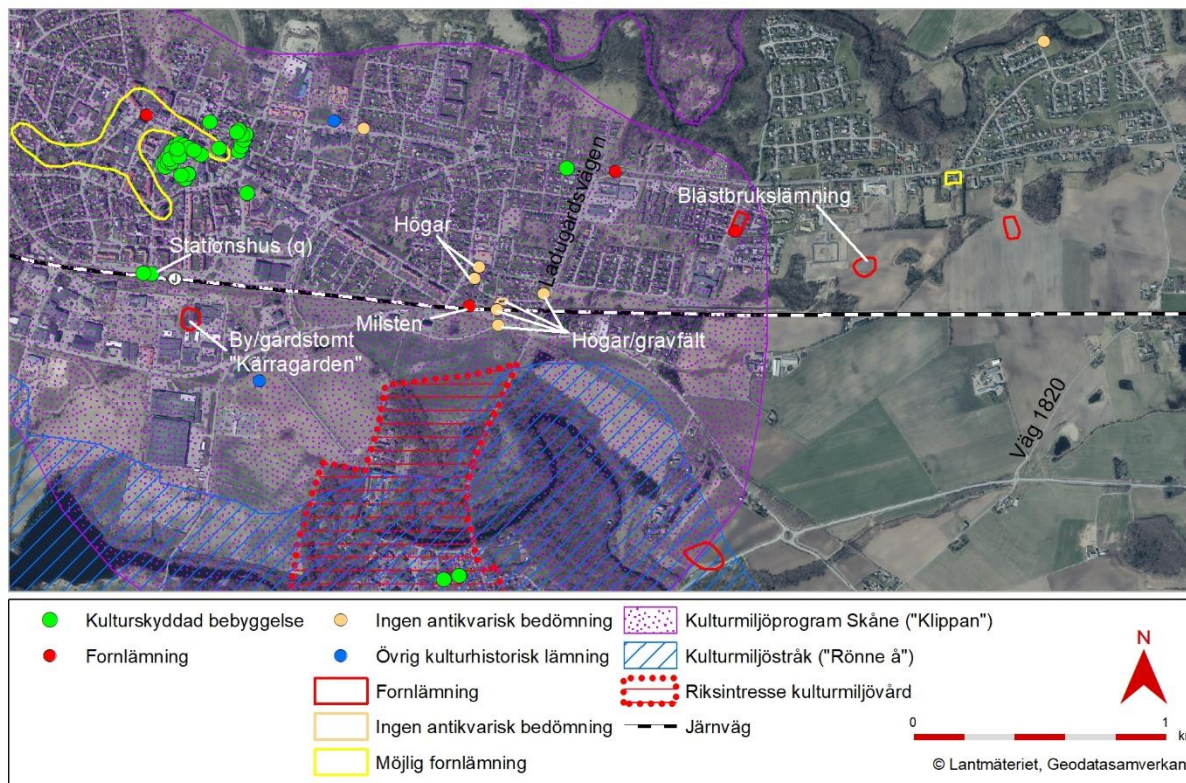 Ladugårdsvägen
Blästbrukslämning
Högar
Stationshus (q)
J
Milsten
Högar/gravfält
By/gårdstomt
"Kärragården"
Väg 1820
Kulturskyddad bebyggelse
Ingen antikvarisk bedömning
Kulturmiljöprogram Skåne ("Klippan")
Fornlämning
Övrig kulturhistorisk lämning
Kulturmiljöstråk ("Rönne å")
Fornlämning
Riksintresse kulturmiljövård
Ingen antikvarisk bedömning
Järnväg
Möjlig fornlämning
N
0 1
km
© Lantmäteriet, Geodatasamverkan